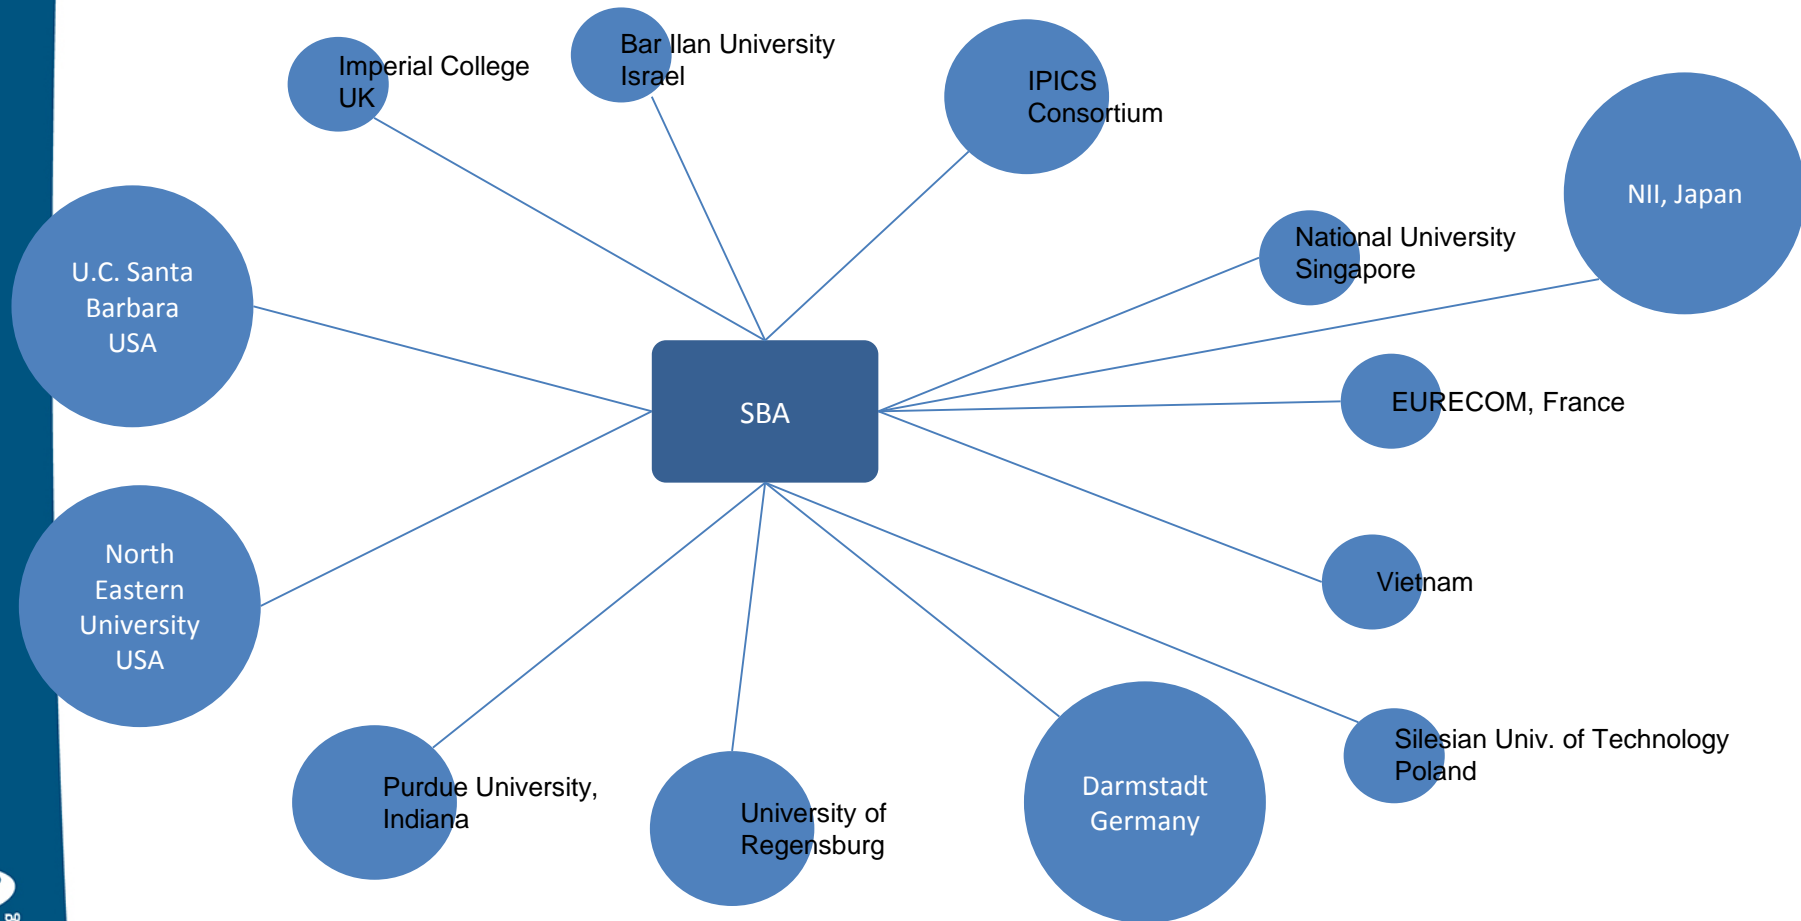 Imperial College
UK
Bar Ilan University
Israel
IPICS
Consortium
NII, Japan
National University
Singapore
U.C. Santa
Barbara
USA
SBA
EURECOM, France
North
Eastern
University
USA
Vietnam
Silesian Univ. of Technology
Poland
Purdue University,
Indiana
University of
Regensburg
Darmstadt
Germany